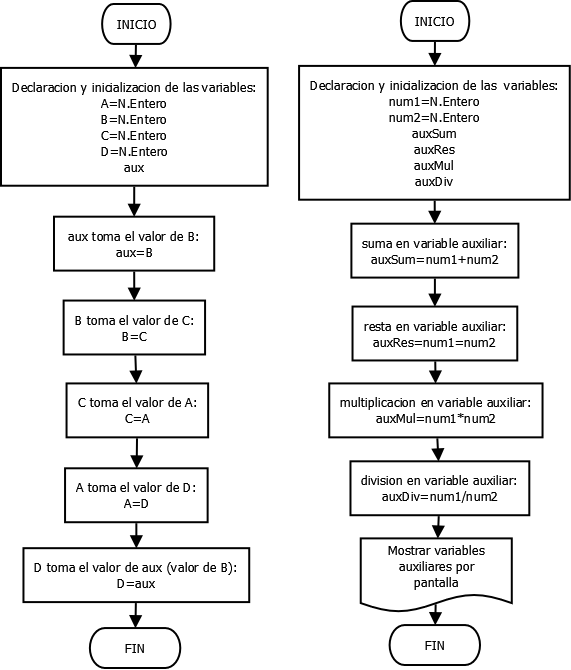 INICIO
Declaracion y inicializacion de las variables:
A=N.Entero
B=N.Entero
C=N.Entero
D=N.Entero
aux
aux toma el valor de B:
aux=B
B toma el valor de C:
B=C
C toma el valor de A:
C=A
A toma el valor de D:
A=D
D toma el valor de aux (valor de B):
D=aux
FIN
INICIO
Declaracion y inicializacion de las variables:
num1=N.Entero
num2=N.Entero
auxSum
auxRes
auxMul
auxDiv
suma en variable auxiliar:
auxSum=num1+num2
resta en variable auxiliar:
auxRes=num1=num2
multiplicacion en variable auxiliar:
auxMul=num1*num2
division en variable auxiliar:
auxDiv=num1/num2
Mostrar variables
auxiliares por
pantalla
FIN